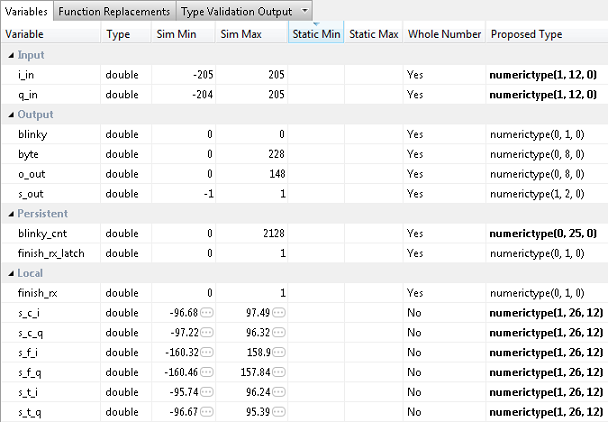 Variables Function Replacements Type Validation Output
Variable Type Sim Min Sim Max Static Min Static Max Whole Number Proposed Type
Input
i_in double -205 205 Yes numerictype(1, 12, 0)
q_in double -204 205 Yes numerictype(1, 12, 0)
Output
blinky double 0 0 Yes numerictype(0, 1, 0)
byte double 0 228 Yes numerictype(0, 8, 0)
o_out double 0 148 Yes numerictype(0, 8, 0)
s_out double -1 1 Yes numerictype(1, 2, 0)
Persistent
blinky_cnt double 0 2128 Yes numerictype(0, 25, 0)
finish_rx_latch double 0 1 Yes numerictype(0, 1, 0)
Local
finish_rx double 0 1 Yes numerictype(0, 1, 0)
s_c_i double -96.68 97.49 No numerictype(1, 26, 12)
s_c_q double -97.22 96.32 No numerictype(1, 26, 12)
s_f_i double -160.32 158.9 No numerictype(1, 26, 12)
s_f_q double -160.46 157.84 No numerictype(1, 26, 12)
s_t_i double -95.74 96.24 No numerictype(1, 26, 12)
s_t_q double -96.67 95.39 No numerictype(1, 26, 12)